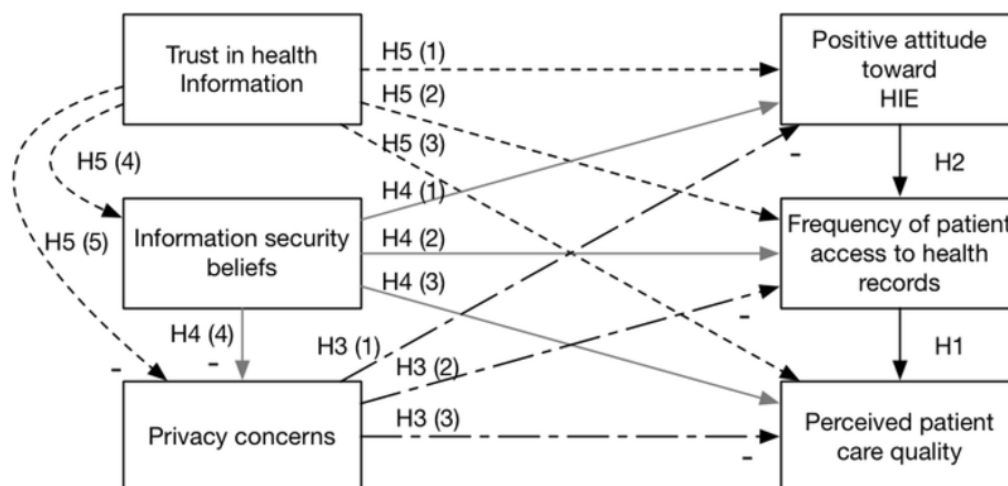 Trust in health
Information
H5 (1)
H5 (2)
H5 (3)
Positive attitude
toward
HIE
-
H5 (4)
H2
Information security
beliefs
H4 (1)
H4 (2)
H4 (3)
Frequency of patient
access to health
records
-
H5 (5)
H4 (4)
-
-
H3 (1)
H3 (2)
H3 (3)
H1
Privacy concerns
Perceived patient
care quality
-